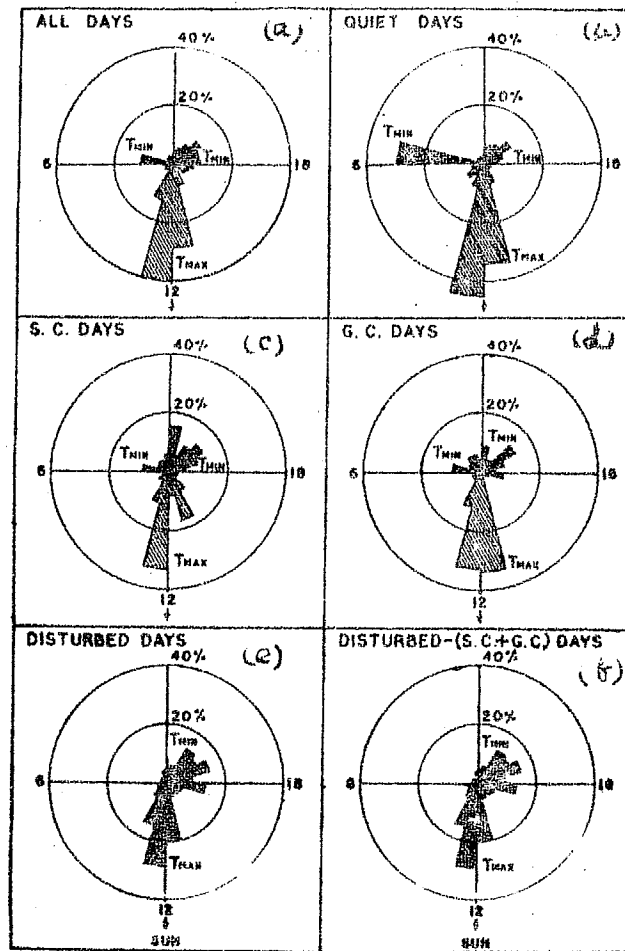 ALL DAYS (a)
40%
20%
TMIN
TMIN
6
18
TMAX
12
QUIET DAYS (b)
40%
20%
TMIN
TMIN
6
18
TMAX
12
S. C. DAYS (c)
40%
20%
TMIN
TMIN
6
18
TMAX
12
G. C. DAYS (d)
40%
20%
TMIN
TMIN
6
18
TMAX
12
DISTURBED DAYS (e)
40%
20%
TMIN
6
18
TMAX
12
SUN
DISTURBED-(S.C+G.C) DAYS
(f)
40%
20%
TMIN
6
18
TMAX
12
SUN